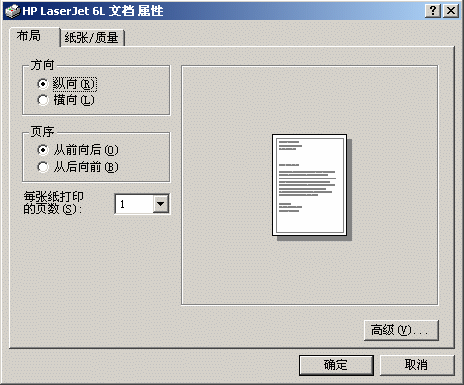 HP LaserJet 6L 文档 属性
布局
纸张/质量
方向
纵向(R)
横向(L)
页序
从前向后(O)
从后向前(B)
每张纸打印
的页数(S):
1
高级(V)...
确定
取消